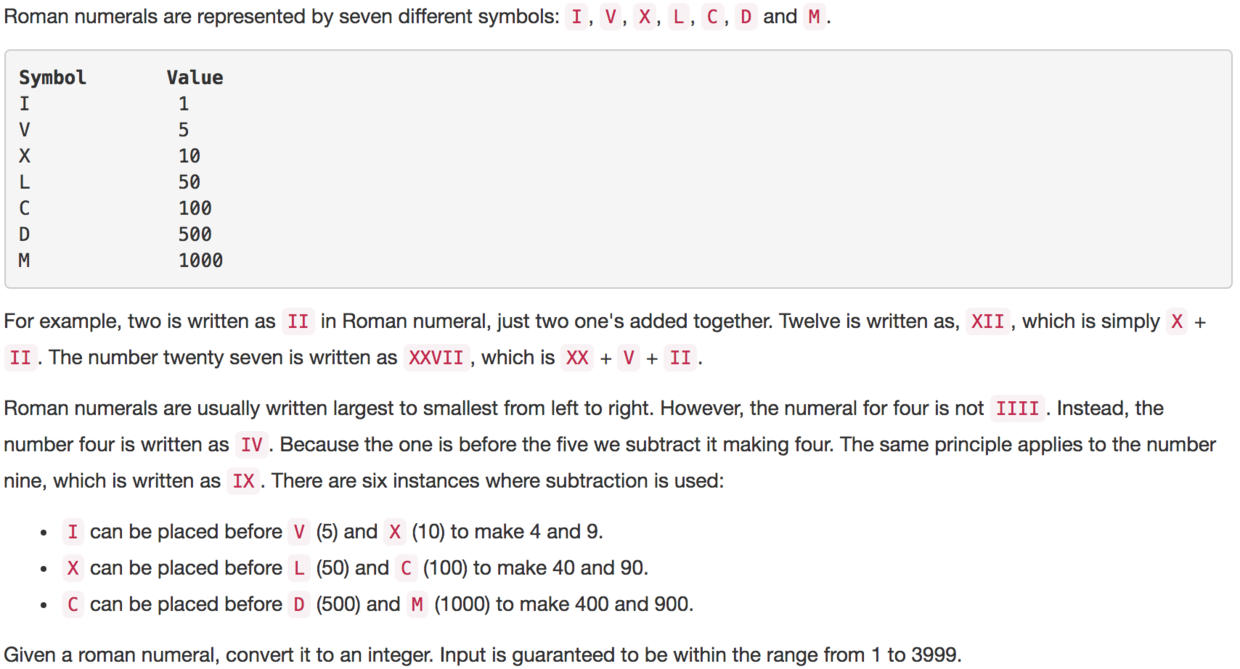 Roman numerals are represented by seven different symbols: I, V, X, L, C, D and M.
Symbol Value
I 1
V 5
X 10
L 50
C 100
D 500
M 1000
For example, two is written as II in Roman numeral, just two one's added together. Twelve is written as, XII, which is simply X +
II. The number twenty seven is written as XXVII, which is XX + V + II.
Roman numerals are usually written largest to smallest from left to right. However, the numeral for four is not IIII. Instead, the
number four is written as IV. Because the one is before the five we subtract it making four. The same principle applies to the number
nine, which is written as IX. There are six instances where subtraction is used:
• I can be placed before V (5) and X (10) to make 4 and 9.
• X can be placed before L (50) and C (100) to make 40 and 90.
• C can be placed before D (500) and M (1000) to make 400 and 900.
Given a roman numeral, convert it to an integer. Input is guaranteed to be within the range from 1 to 3999.